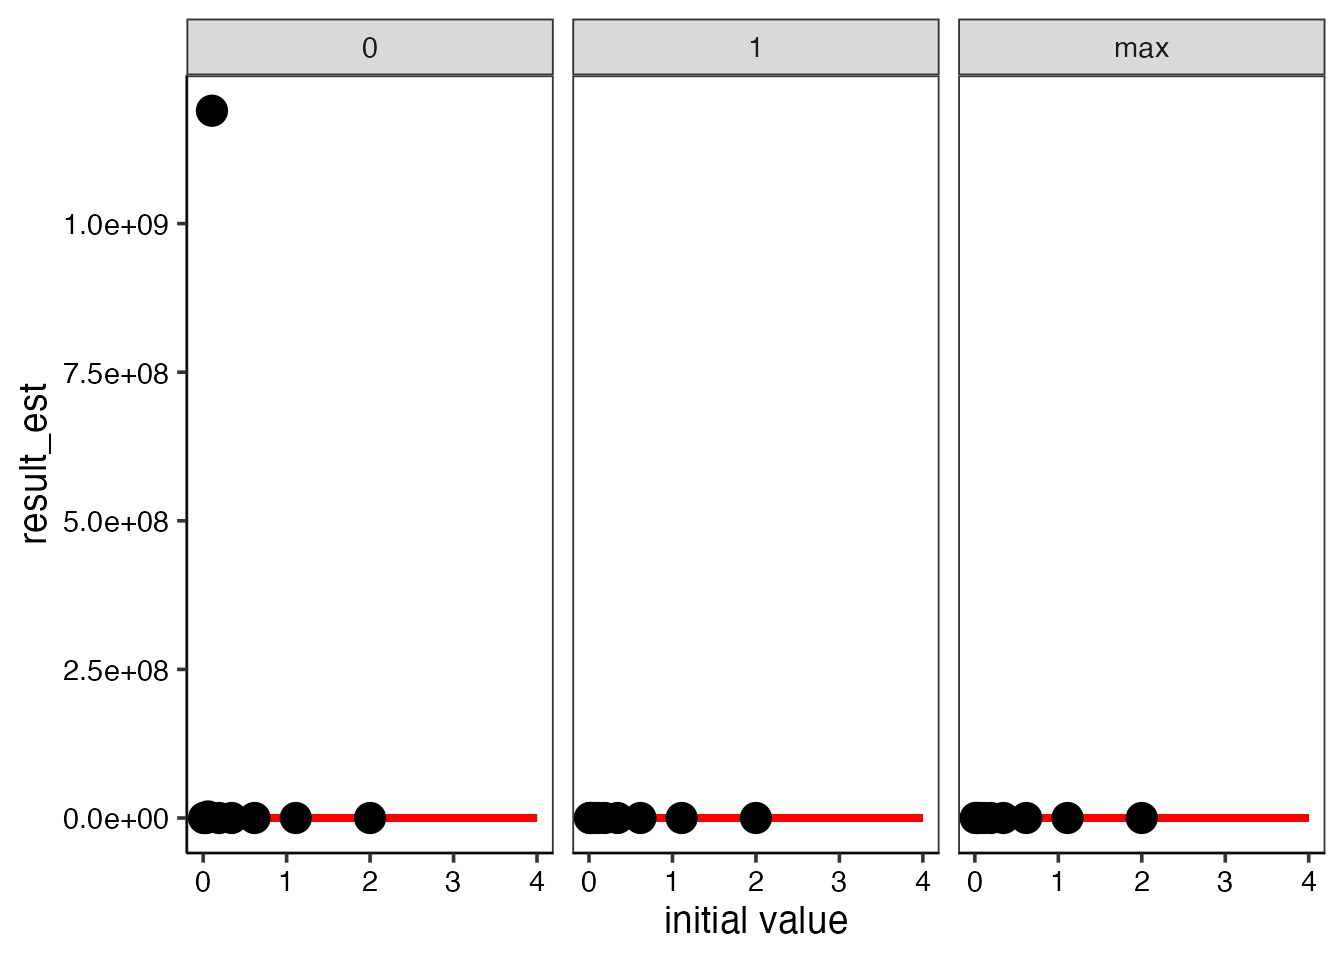 0 1 max
1.0e+09
7.5e+08
5.0e+08
2.5e+08
0.0e+00
result_est
0 1 2 3 4 0 1 2 3 4 0 1 2 3 4
initial value